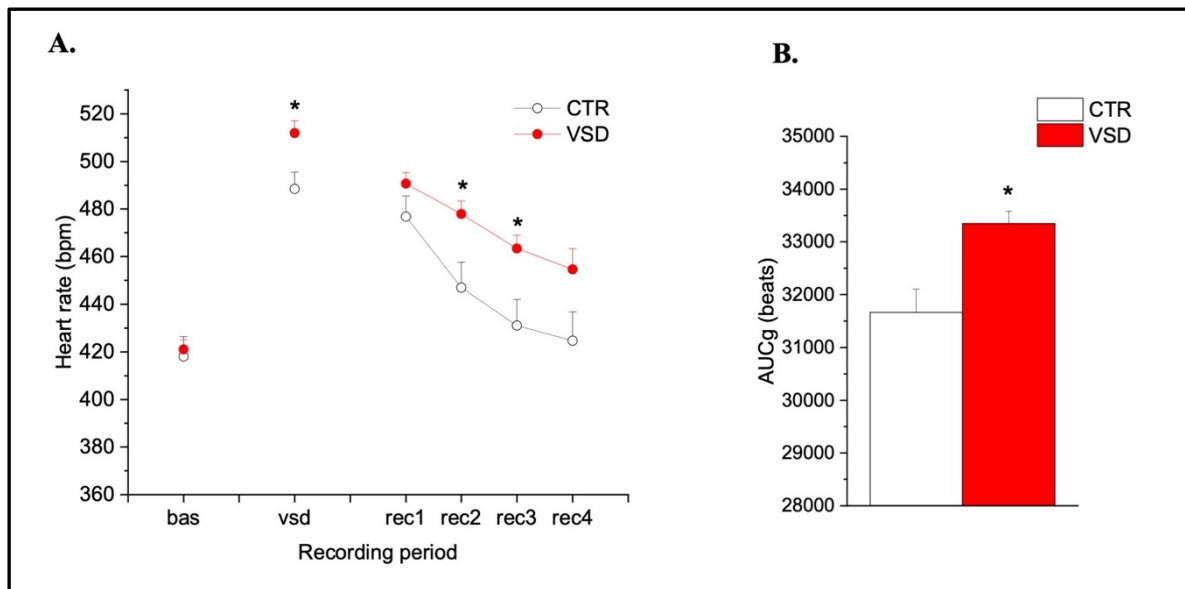 A.
Heart rate (bpm)
520
500
480
460
440
420
400
380
360
*
*
*
CTR
VSD
bas vsd rec1 rec2 rec3 rec4
Recording period
B.
CTR
VSD
AUCg (beats)
35000
34000
33000
32000
31000
30000
29000
28000
*